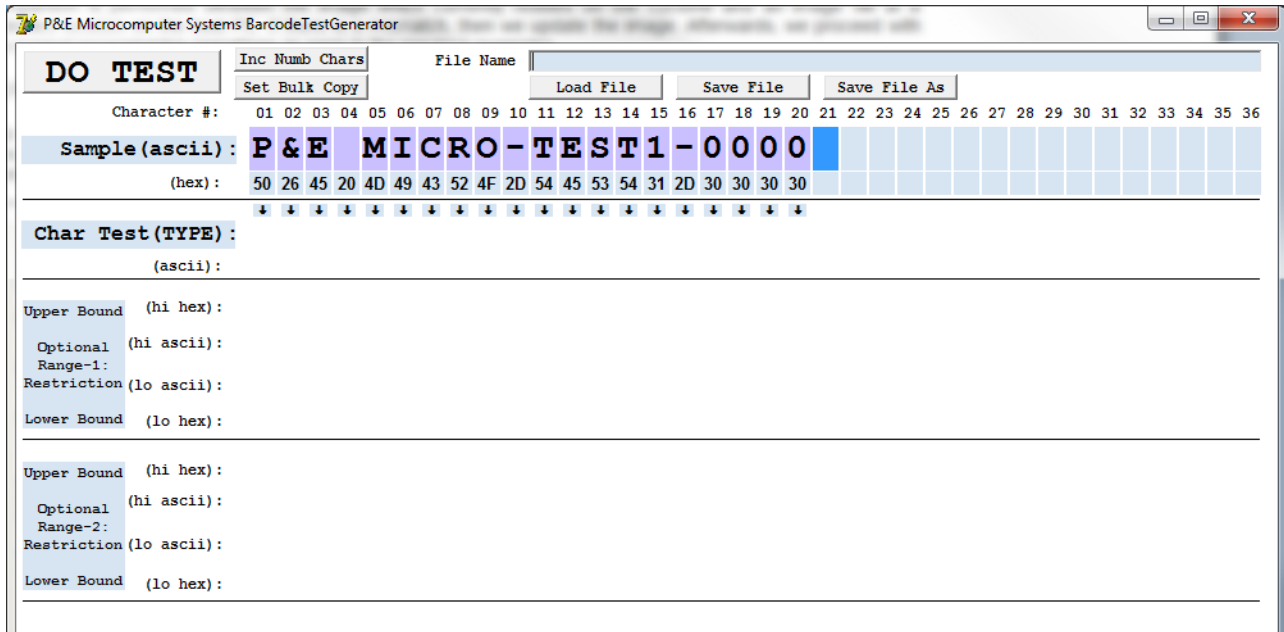 P&E Microcomputer Systems BarcodeTestGenerator
DO TEST
Inc Numb Chars
File Name
Set Bulk Copy
Load File
Save File
Save File As
Character #: 01 02 03 04 05 06 07 08 09 10 11 12 13 14 15 16 17 18 19 20 21 22 23 24 25 26 27 28 29 30 31 32 33 34 35 36
Sample(ascii): P&E MICRO-TEST1-0000
(hex): 50 26 45 20 4D 49 43 52 4F 2D 54 45 53 54 31 2D 30 30 30 30
Char Test(TYPE):
(ascii):
Upper Bound (hi hex):
Optional (hi ascii):
Range-1:
Restriction (lo ascii):
Lower Bound (lo hex):
Upper Bound (hi hex):
Optional (hi ascii):
Range-2:
Restriction (lo ascii):
Lower Bound (lo hex):